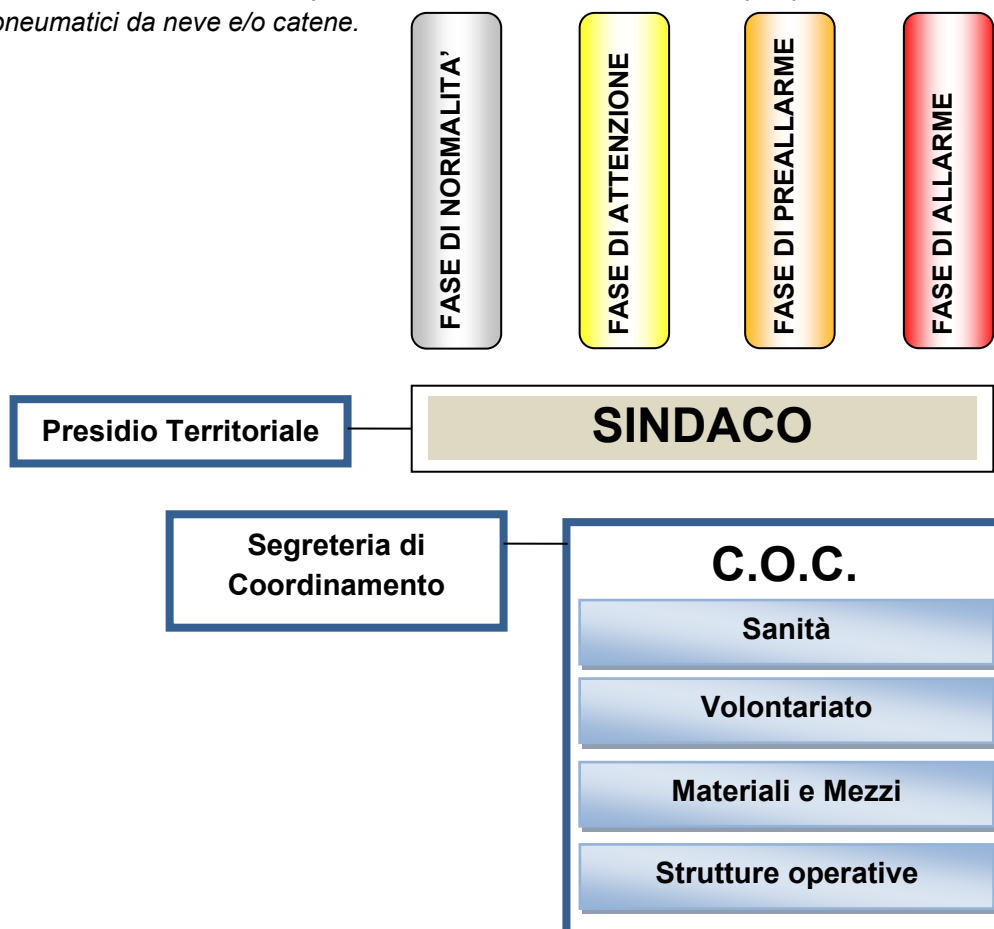 pneumatici da neve e/o catene.
FASE DI NORMALITA’
FASE DI ATTENZIONE
FASE DI PREALLARME
FASE DI ALLARME
Presidio Territoriale
SINDACO
Segreteria di
Coordinamento
C.O.C.
Sanità
Volontariato
Materiali e Mezzi
Strutture operative